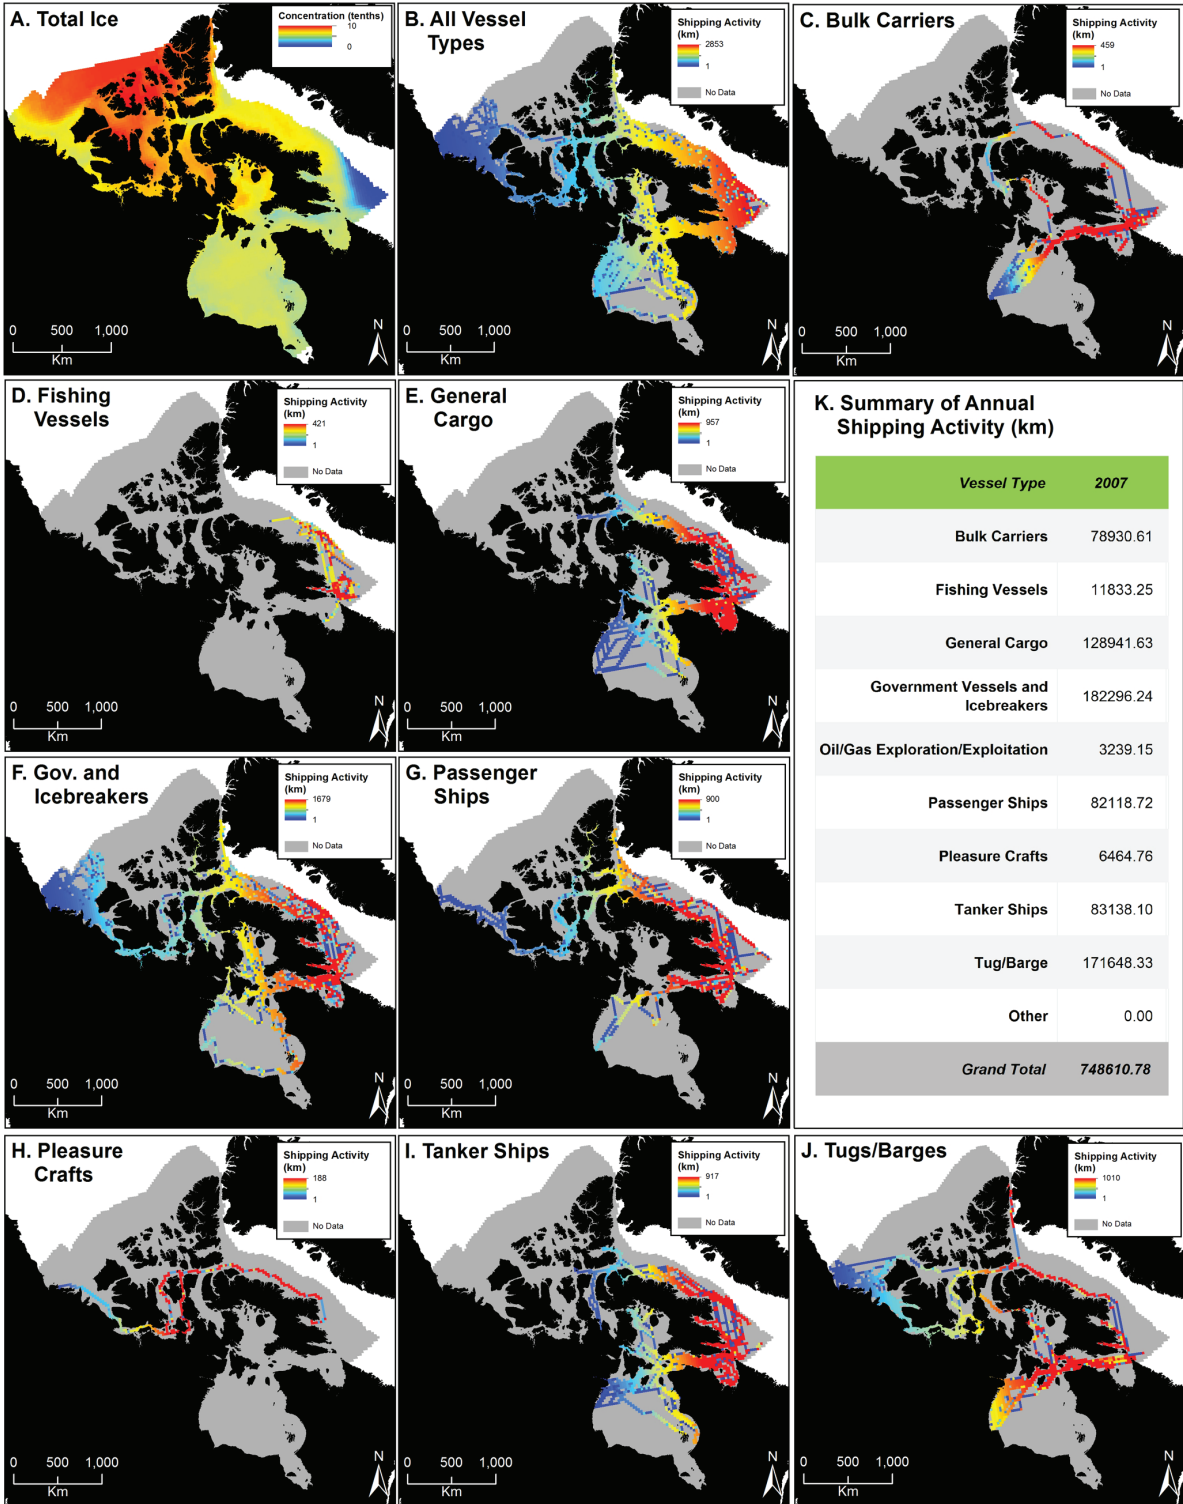 A. Total Ice
Concentration (tenths)
10
0
0 500 1,000
Km
N
B. All Vessel
Types
Shipping Activity
(km)
2853
1
No Data
0 500 1,000
Km
N
C. Bulk Carriers
Shipping Activity
(km)
459
1
No Data
0 500 1,000
Km
N
D. Fishing
Vessels
Shipping Activity
(km)
421
1
No Data
0 500 1,000
Km
N
E. General
Cargo
Shipping Activity
(km)
957
1
No Data
0 500 1,000
Km
N
K. Summary of Annual
Shipping Activity (km)
Vessel Type 2007
Bulk Carriers 78930.61
Fishing Vessels 11833.25
General Cargo 128941.63
Government Vessels and
Icebreakers 182296.24
Oil/Gas Exploration/Exploitation 3239.15
Passenger Ships 82118.72
Pleasure Crafts 6464.76
Tanker Ships 83138.10
Tug/Barge 171648.33
Other 0.00
Grand Total 748610.78
F. Gov. and
Icebreakers
Shipping Activity
(km)
1679
1
No Data
0 500 1,000
Km
N
G. Passenger
Ships
Shipping Activity
(km)
900
1
No Data
0 500 1,000
Km
N
H. Pleasure
Crafts
Shipping Activity
(km)
188
1
No Data
0 500 1,000
Km
N
I. Tanker Ships
Shipping Activity
(km)
917
1
No Data
0 500 1,000
Km
N
J. Tugs/Barges
Shipping Activity
(km)
1010
1
No Data
0 500 1,000
Km
N